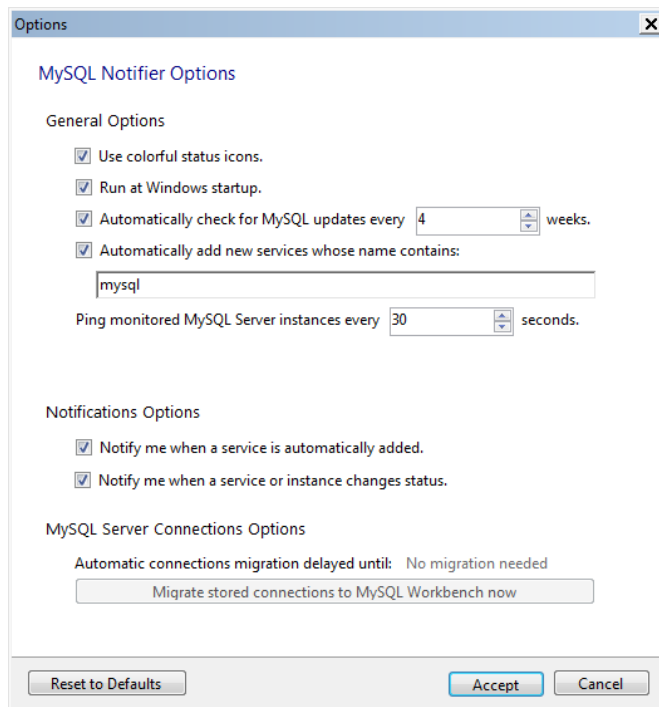 Options
MySQL Notifier Options
General Options
Use colorful status icons.
Run at Windows startup.
Automatically check for MySQL updates every 4 weeks.
Automatically add new services whose name contains:
mysql
Ping monitored MySQL Server instances every 30 seconds.
Notifications Options
Notify me when a service is automatically added.
Notify me when a service or instance changes status.
MySQL Server Connections Options
Automatic connections migration delayed until: No migration needed
Migrate stored connections to MySQL Workbench now
Reset to Defaults Accept Cancel